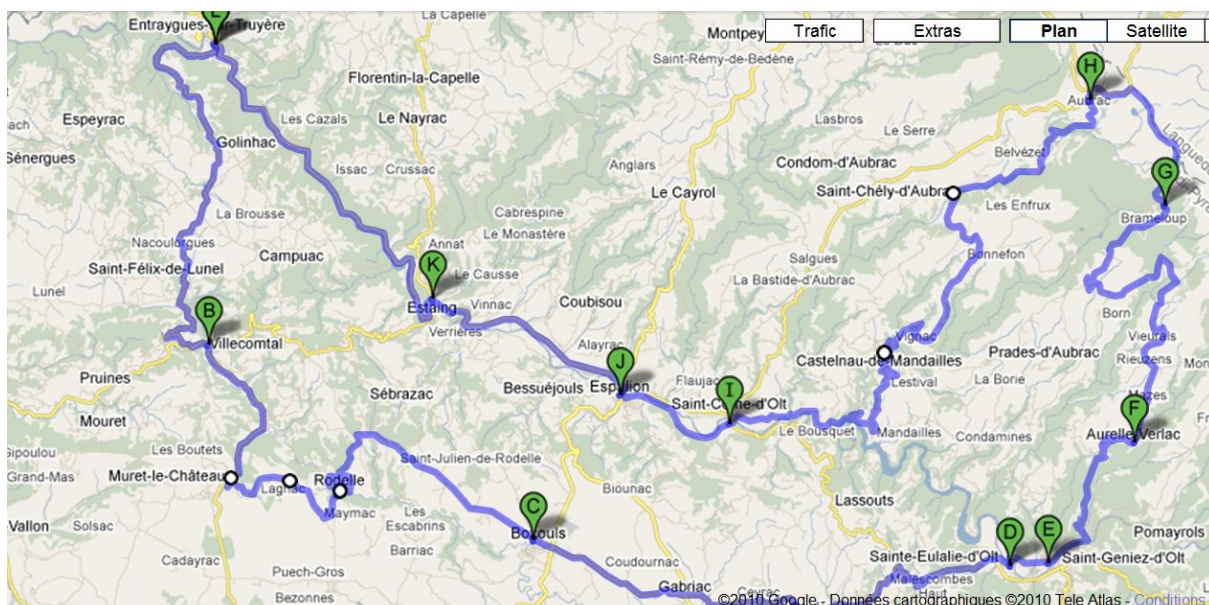 La Capelle
L
Entraygues-sur-Truyère
Montpey
Trafic
Extras
Plan
Satellite
Saint-Rémy-de-Bedène
Florentin-la-Capelle
H
Aubrac
Espeyrac
Les Cazals
Le Nayrac
Lasbros
Le Serre
Golinhac
Belvézet
Sénergues
Issac
Crussac
Anglars
Condom-d'Aubrac
G
Le Cayrol
Saint-Chély-d'Aubrac
Les Enfrux
Brameloup
La Brousse
Cabrespine
Le Monastère
Nacoulorgues
Annat
Bonnefon
Campuac
Salgues
Saint-Félix-de-Lunel
K
Le Causse
La Bastide-d'Aubrac
Lunel
Estaing
Vinnac
Coubisou
Born
B
Verrières
Vignac
Vieurals
Villecomtal
Alayrac
Castelnau-de-Mandailles
Prades-d'Aubrac
Rieuzens
Pruines
J
Bessuéjouls
Espalion
Flaujac
Lestival
La Borie
Sébrazac
I
Saint-Côme-d'Olt
Mazes
F
Mouret
Le Bousquet
Mandailles
Condamines
Aurelle-Verlac
Les Boutets
Saint-Julien-de-Rodelle
Grand-Mas
Muret-le-Château
Rodelle
Lagnac
Biounac
Lassouts
C
Vallon
Solsac
Maymac
Les
Escabrins
Bozouls
D
E
Pomayrols
Barriac
Sainte-Eulalie-d'Olt
Saint-Geniez-d'Olt
Cadayrac
Coudournac
Puech-Gros
Malescombes
Gabriac
Ceyrac
Haut
Bezonnes
©2010 Google - Données cartographiques ©2010 Tele Atlas - Conditions